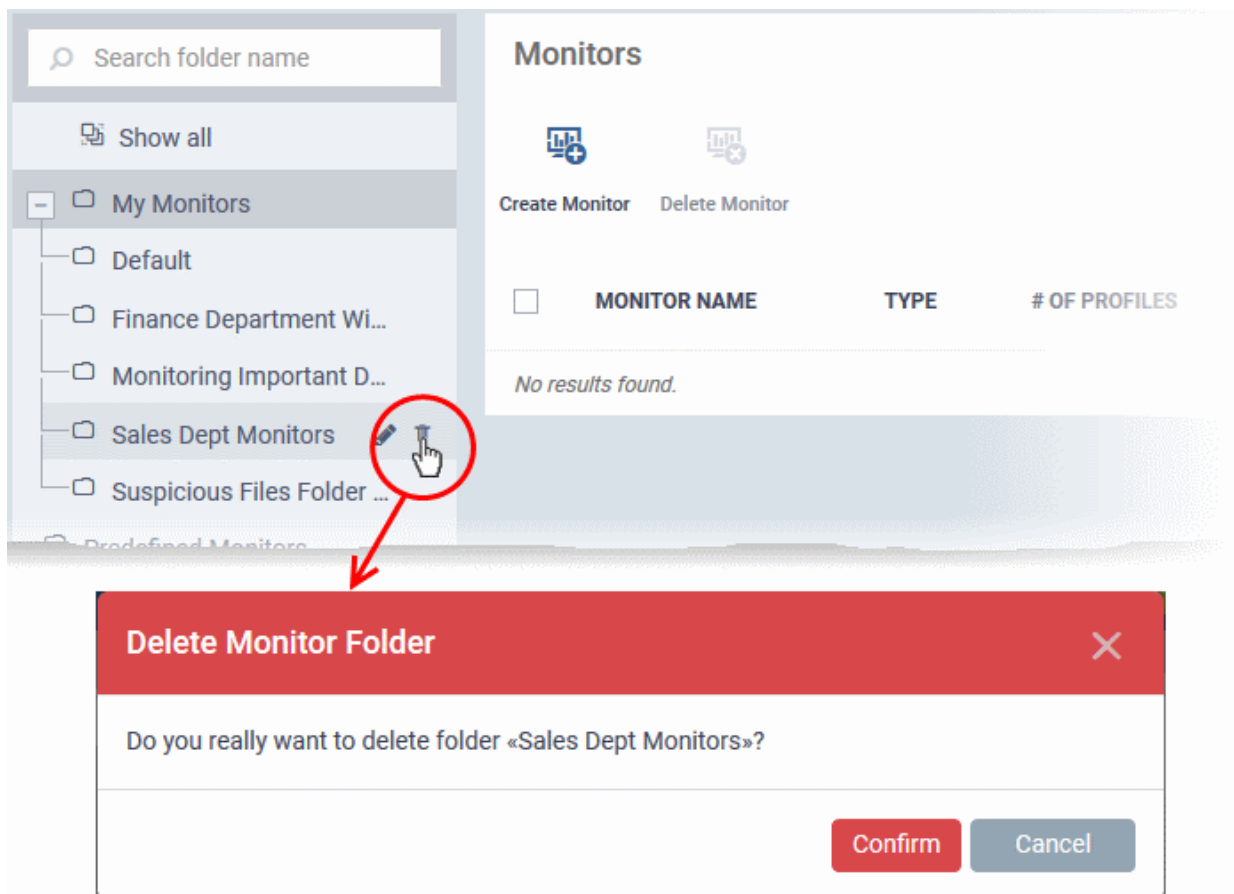 Search folder name
Show all
My Monitors
Default
Finance Department Wi...
Monitoring Important D...
Sales Dept Monitors
Suspicious Files Folder ...
Predefined Monitors
Monitors
Create Monitor Delete Monitor
MONITOR NAME TYPE # OF PROFILES
No results found.
Delete Monitor Folder
Do you really want to delete folder «Sales Dept Monitors»?
Confirm Cancel